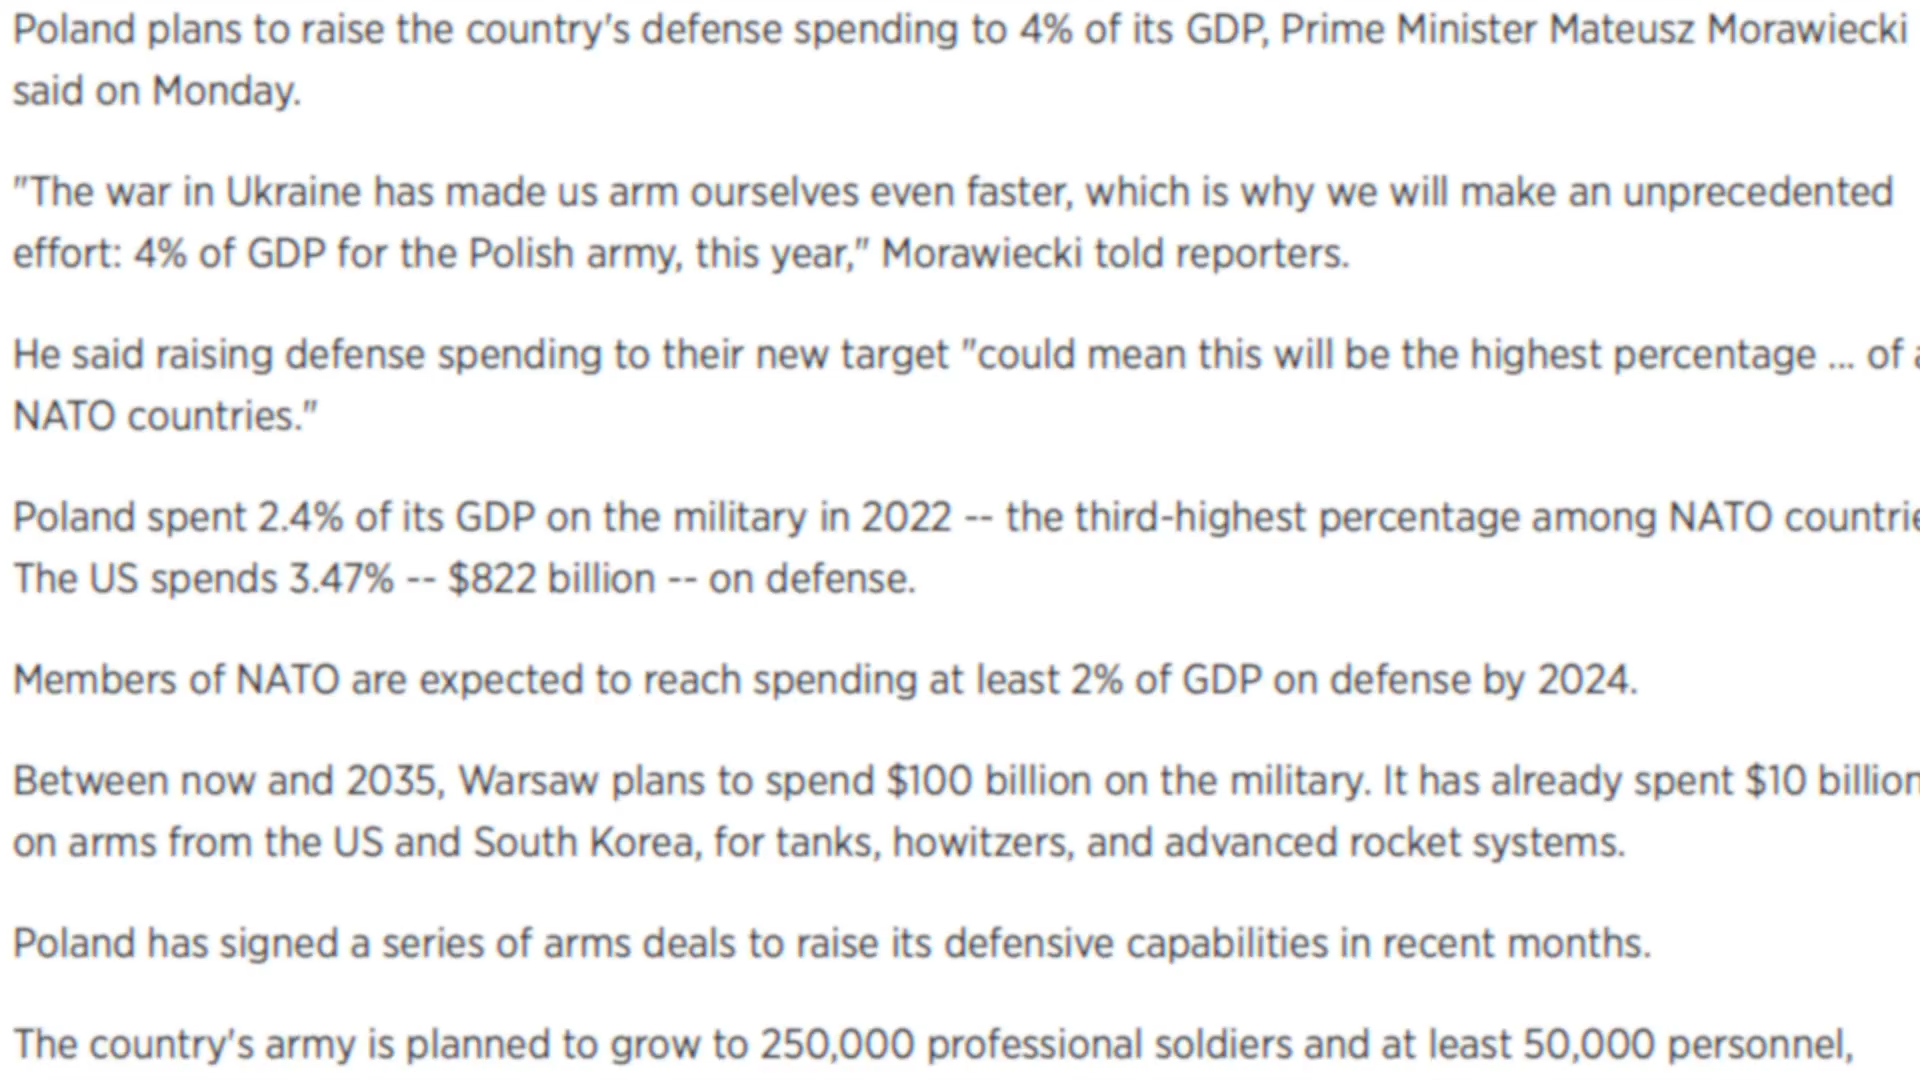 Poland plans to raise the country's defense spending to 4% of its GDP, Prime Minister Mateusz Morawiecki
said on Monday.
"The war in Ukraine has made us arm ourselves even faster, which is why we will make an unprecedented
effort: 4% of GDP for the Polish army, this year," Morawiecki told reporters.
He said raising defense spending to their new target "could mean this will be the highest percentage ... of
NATO countries."
Poland spent 2.4% of its GDP on the military in 2022 -- the third-highest percentage among NATO
The US spends 3.47% -- $822 billion -- on defense.
Members of NATO are expected to reach spending at least 2% of GDP on defense by 2024.
Between now and 2035, Warsaw plans to spend $100 billion on the military. It has already spent $10 billion
on arms from the US and South Korea, for tanks, howitzers, and advanced rocket systems.
Poland has signed a series of arms deals to raise its defensive capabilities in recent months.
The country's army is planned to grow to 250,000 professional soldiers and at least 50,000 personnel,